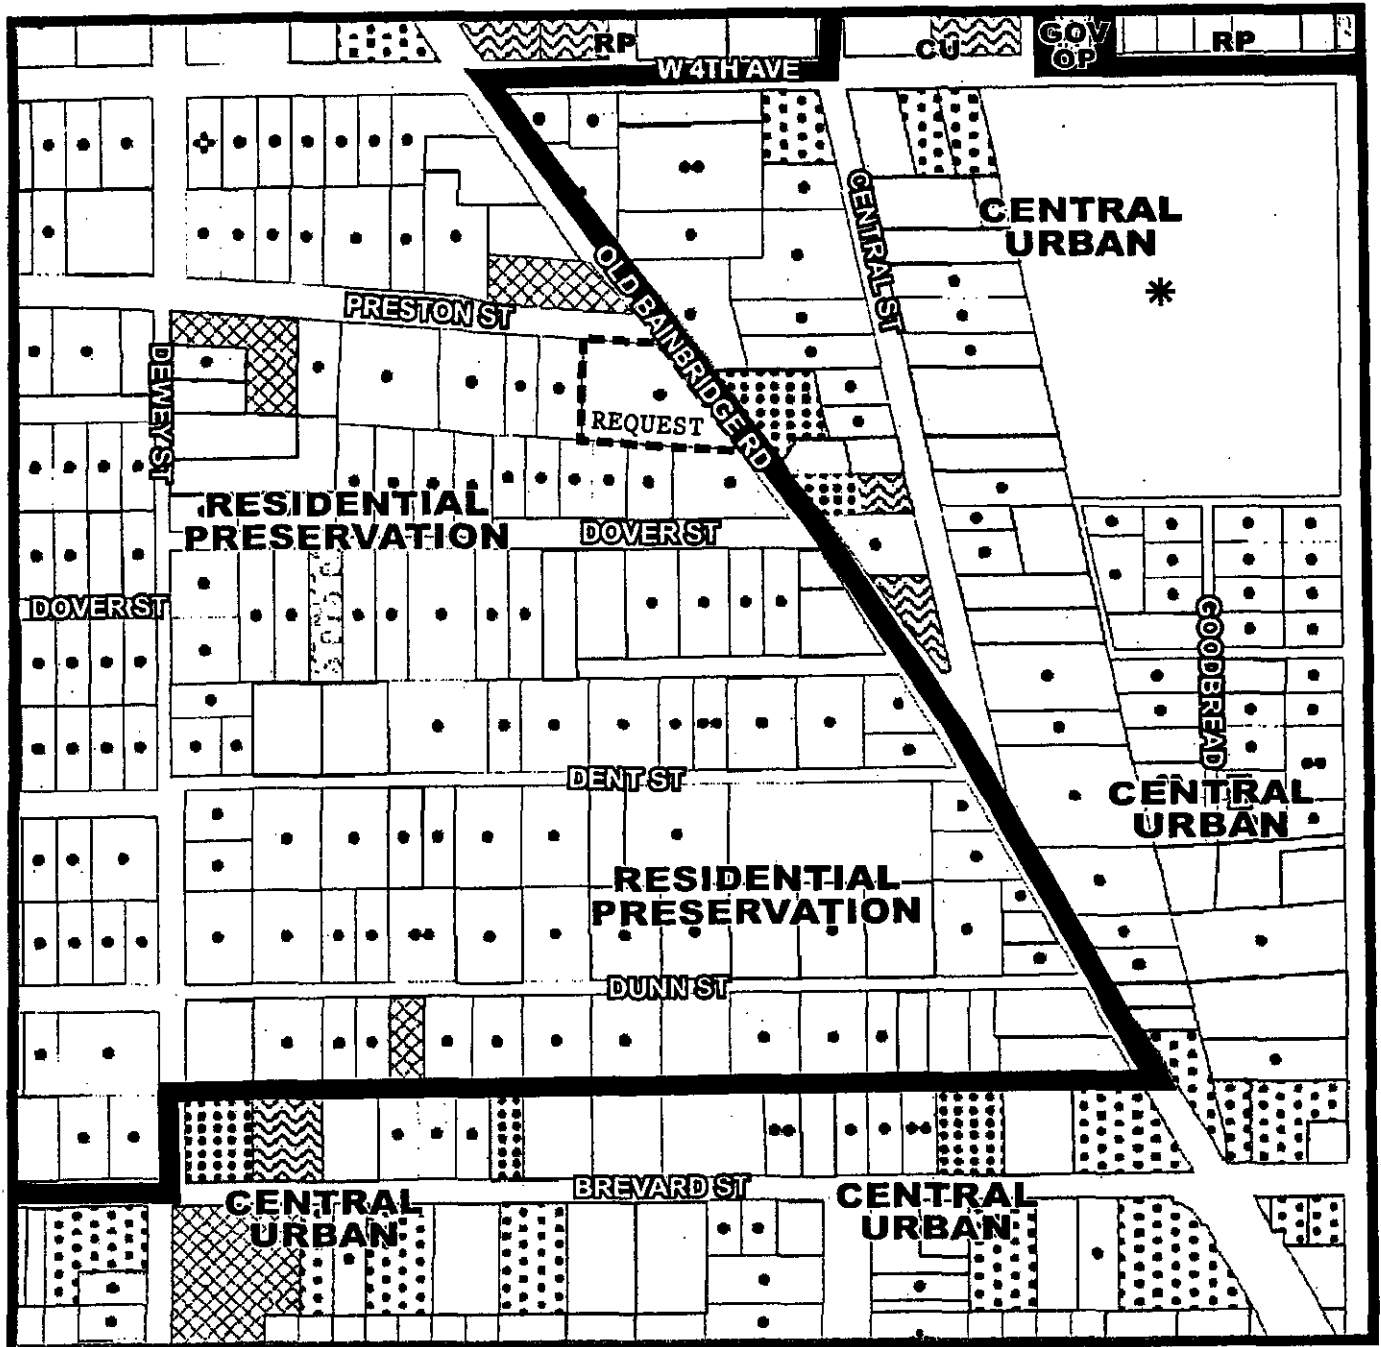 RP
CU
GOV
OP
RP
W 4TH AVE
CENTRAL ST
CENTRAL
URBAN
OLD BAINBRIDGE RD
PRESTON ST
DEWEY ST
REQUEST
RESIDENTIAL
PRESERVATION
DOVER ST
DOVER ST
GOODBREAD
DENT ST
CENTRAL
URBAN
RESIDENTIAL
PRESERVATION
DUNN ST
BREVARD ST
CENTRAL
URBAN
CENTRAL
URBAN